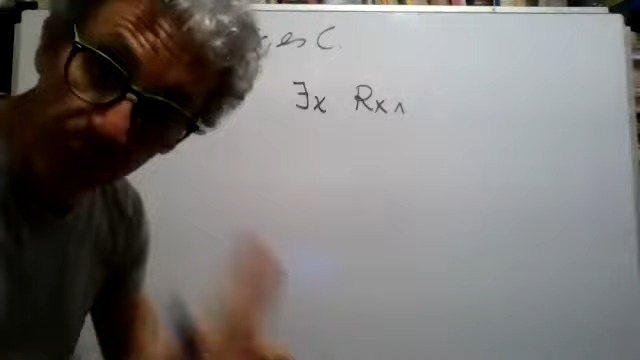 es C.
∃x Rx ∧